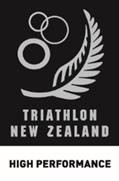 TRIATHLON
NEW ZEALAND
HIGH PERFORMANCE